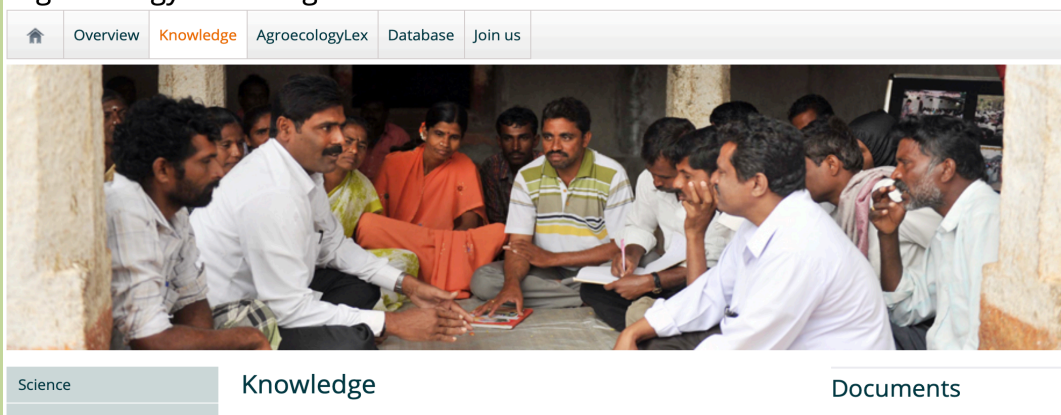 Overview Knowledge AgroecologyLex Database Join us
Science
Knowledge
Documents